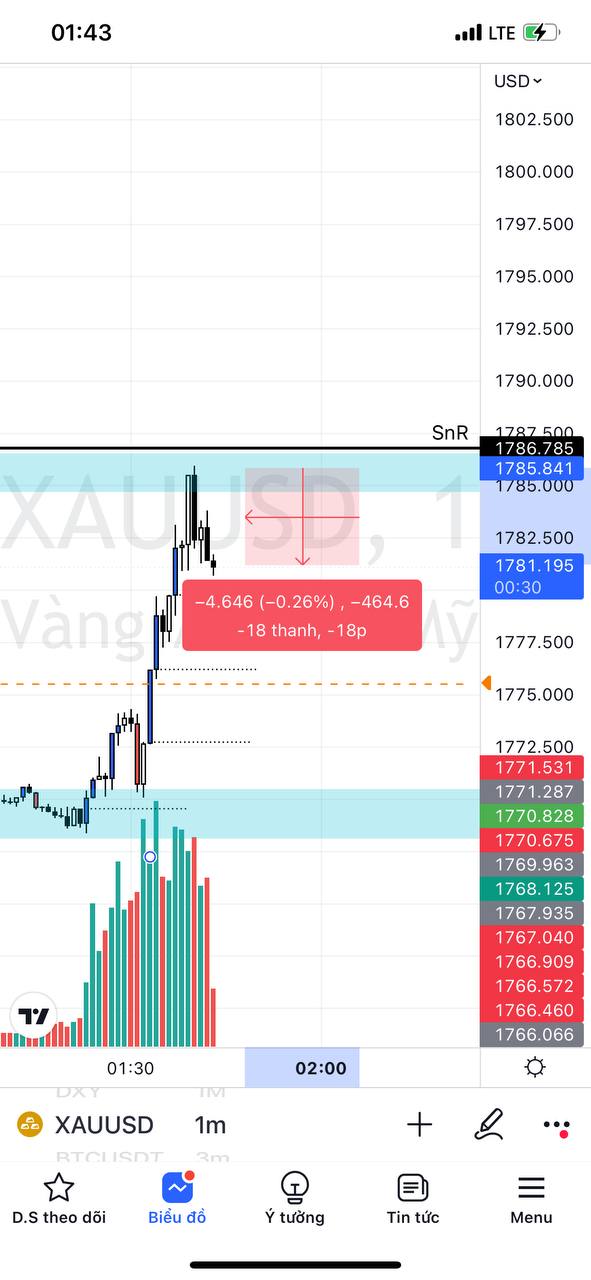 01:43
LTE
USD
1802.500
1800.000
1797.500
1795.000
1792.500
1790.000
1787.500
SnR
1786.785
1785.841
1785.000
XAUUSD, 1
1782.500
1781.195
00:30
−4.646 (−0.26%) , −464.6
-18 thanh, -18p
Vàng
Mỹ
1777.500
1775.000
1772.500
1771.531
1771.287
1770.828
1770.675
1769.963
1768.125
1767.935
1767.040
1766.909
1766.572
1766.460
1766.066
01:30
02:00
DXY
1M
XAUUSD
1m
BTCUSDT
3m
D.S theo dõi
Biểu đồ
Ý tưởng
Tin tức
Menu